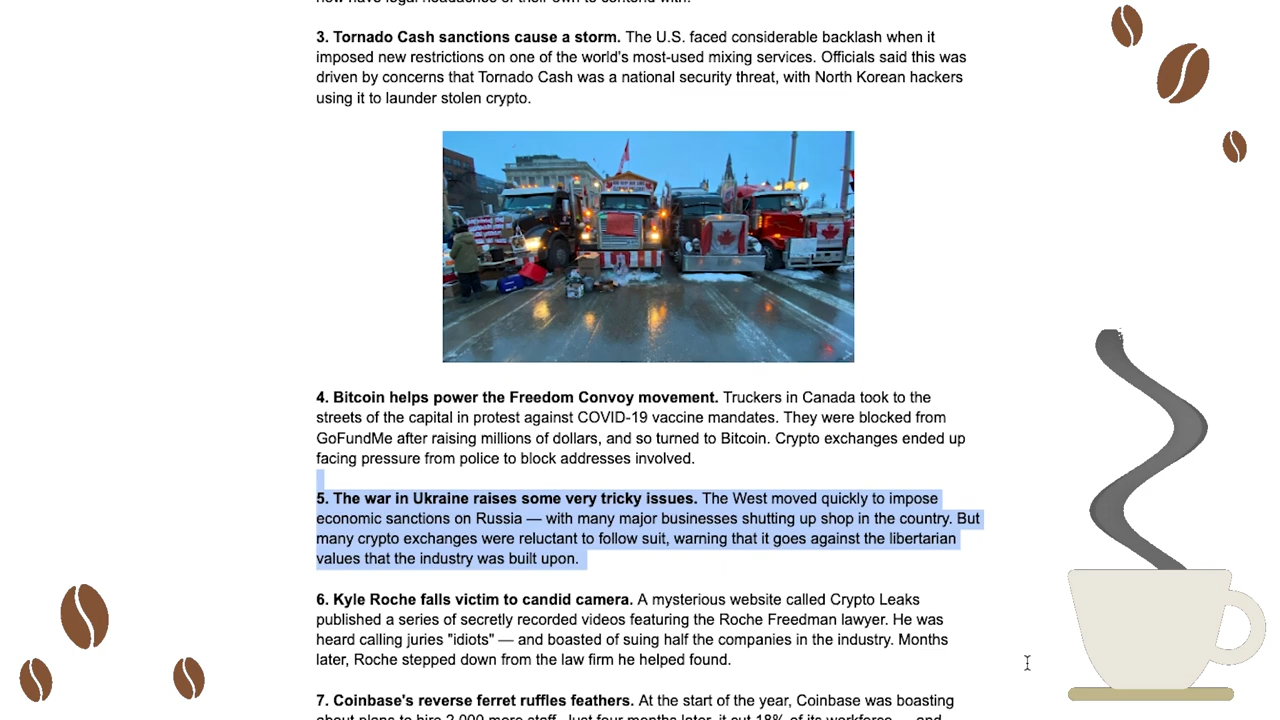 3. Tornado Cash sanctions cause a storm. The U.S. faced considerable backlash when it
imposed new restrictions on one of the world's most-used mixing services. Officials said this was
driven by concerns that Tornado Cash was a national security threat, with North Korean hackers
using it to launder stolen crypto.
4. Bitcoin helps power the Freedom Convoy movement. Truckers in Canada took to the
streets of the capital in protest against COVID-19 vaccine mandates. They were blocked from
GoFundMe after raising millions of dollars, and so turned to Bitcoin. Crypto exchanges ended up
facing pressure from police to block addresses involved.
5. The war in Ukraine raises some very tricky issues. The West moved quickly to impose
economic sanctions on Russia — with many major businesses shutting up shop in the country. But
many crypto exchanges were reluctant to follow suit, warning that it goes against the libertarian
values that the industry was built upon.
6. Kyle Roche falls victim to candid camera. A mysterious website called Crypto Leaks
published a series of secretly recorded videos featuring the Roche Freedman lawyer. He was
heard calling juries "idiots" — and boasted of suing half the companies in the industry. Months
later, Roche stepped down from the law firm he helped found.
7. Coinbase's reverse ferret ruffles feathers. At the start of the year, Coinbase was boasting